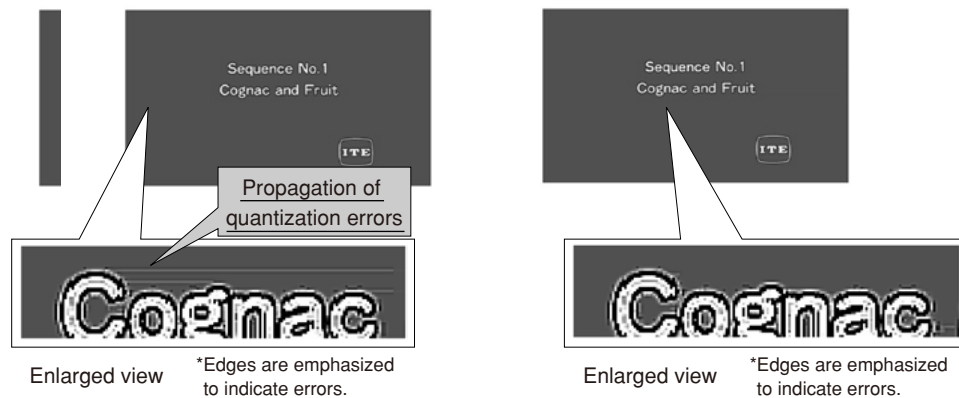 Sequence No.1
Cognac and Fruit
ITE
Propagation of
quantization errors
Cognac
Enlarged view
*Edges are emphasized
to indicate errors.
Sequence No.1
Cognac and Fruit
ITE
Cognac
Enlarged view
*Edges are emphasized
to indicate errors.